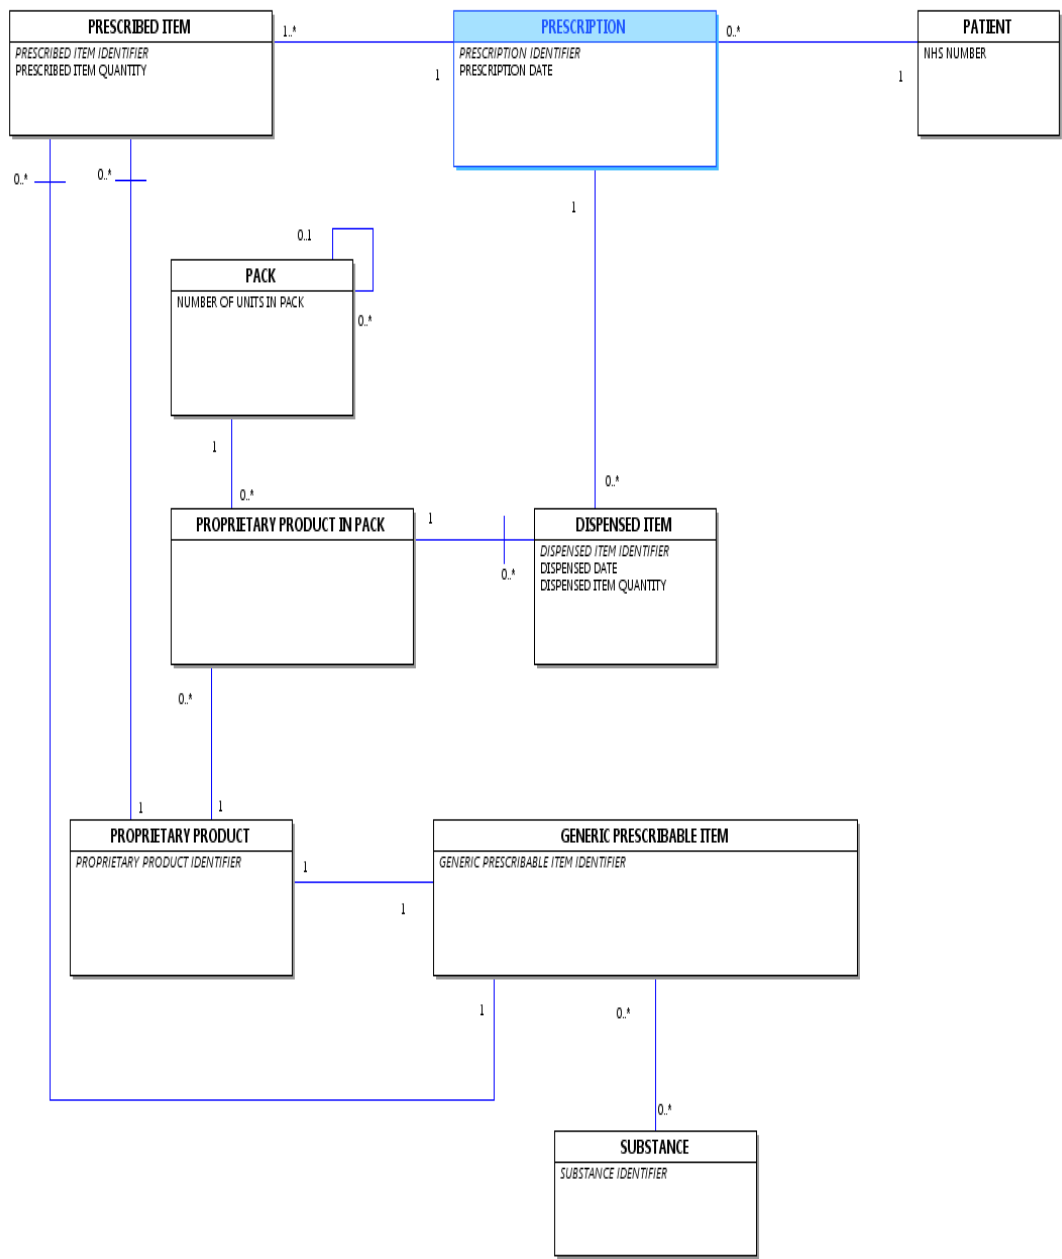 PRESCRIBED ITEM
PRESCRIBED ITEM IDENTIFIER
PRESCRIBED ITEM QUANTITY
1..*
PRESCRIPTION
PRESCRIPTION IDENTIFIER
PRESCRIPTION DATE
1
0..*
PATIENT
NHS NUMBER
1
0..*
0..*
1
0..1
PACK
NUMBER OF UNITS IN PACK
0..*
1
0..*
0..*
PROPRIETARY PRODUCT IN PACK
1
0..*
DISPENSED ITEM
DISPENSED ITEM IDENTIFIER
DISPENSED DATE
DISPENSED ITEM QUANTITY
0..*
1
1
PROPRIETARY PRODUCT
PROPRIETARY PRODUCT IDENTIFIER
1
1
GENERIC PRESCRIBABLE ITEM
GENERIC PRESCRIBABLE ITEM IDENTIFIER
1
0..*
0..*
SUBSTANCE
SUBSTANCE IDENTIFIER